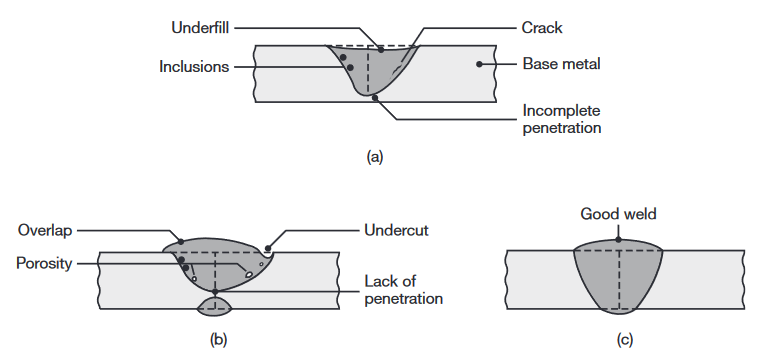 Underfill
Crack
Inclusions
Base metal
Incomplete
penetration
(a)
Good weld
Overlap
Undercut
Porosity
Lack of
penetration
(b)
(c)